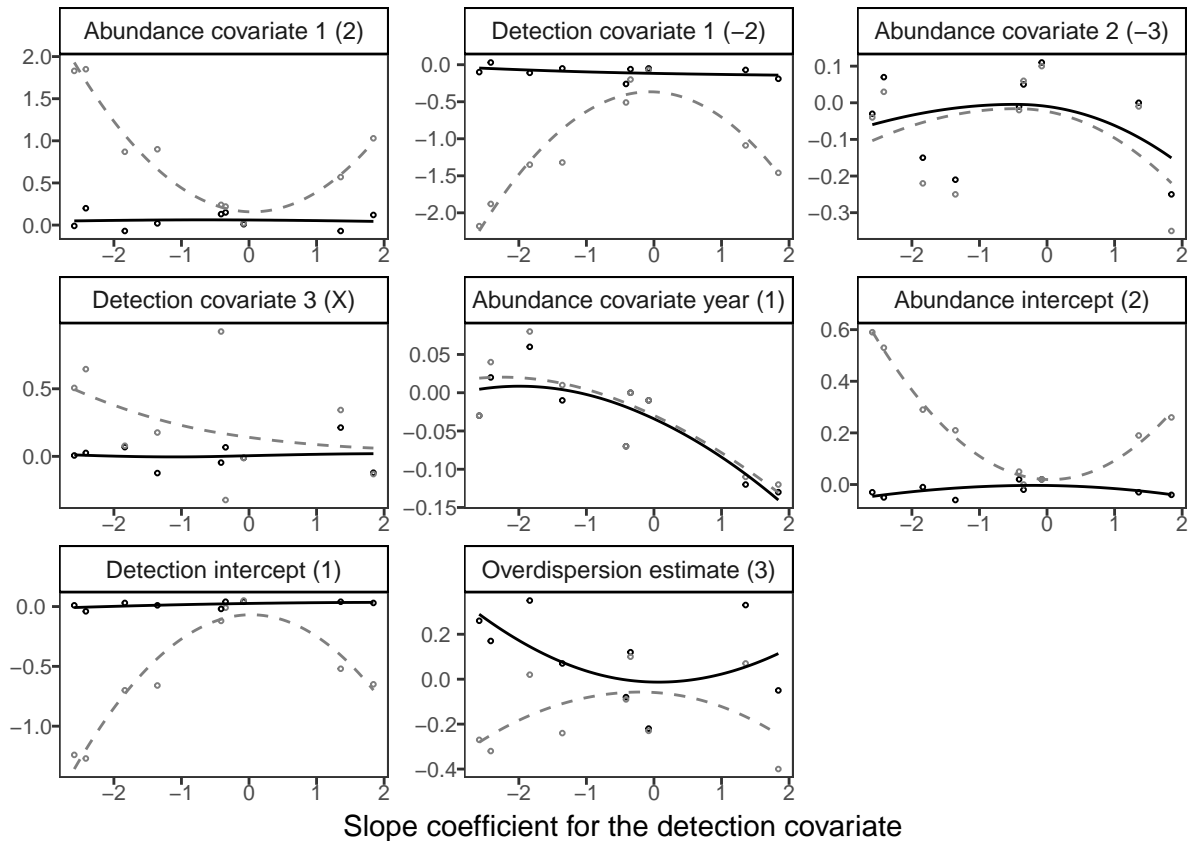 Abundance covariate 1 (2)
Detection covariate 1 (−2)
Abundance covariate 2 (−3)
2.0
1.5
1.0
0.5
0.0
−2 −1 0 1 2
0.0
−0.5
−1.0
−1.5
−2.0
−2 −1 0 1 2
0.1
0.0
−0.1
−0.2
−0.3
−2 −1 0 1 2
Detection covariate 3 (X)
Abundance covariate year (1)
Abundance intercept (2)
0.5
0.0
−2 −1 0 1 2
0.05
0.00
−0.05
−0.10
−0.15
−2 −1 0 1 2
0.6
0.4
0.2
0.0
−2 −1 0 1 2
Detection intercept (1)
Overdispersion estimate (3)
0.0
−0.5
−1.0
−2 −1 0 1 2
0.2
0.0
−0.2
−0.4
−2 −1 0 1 2
Slope coefficient for the detection covariate